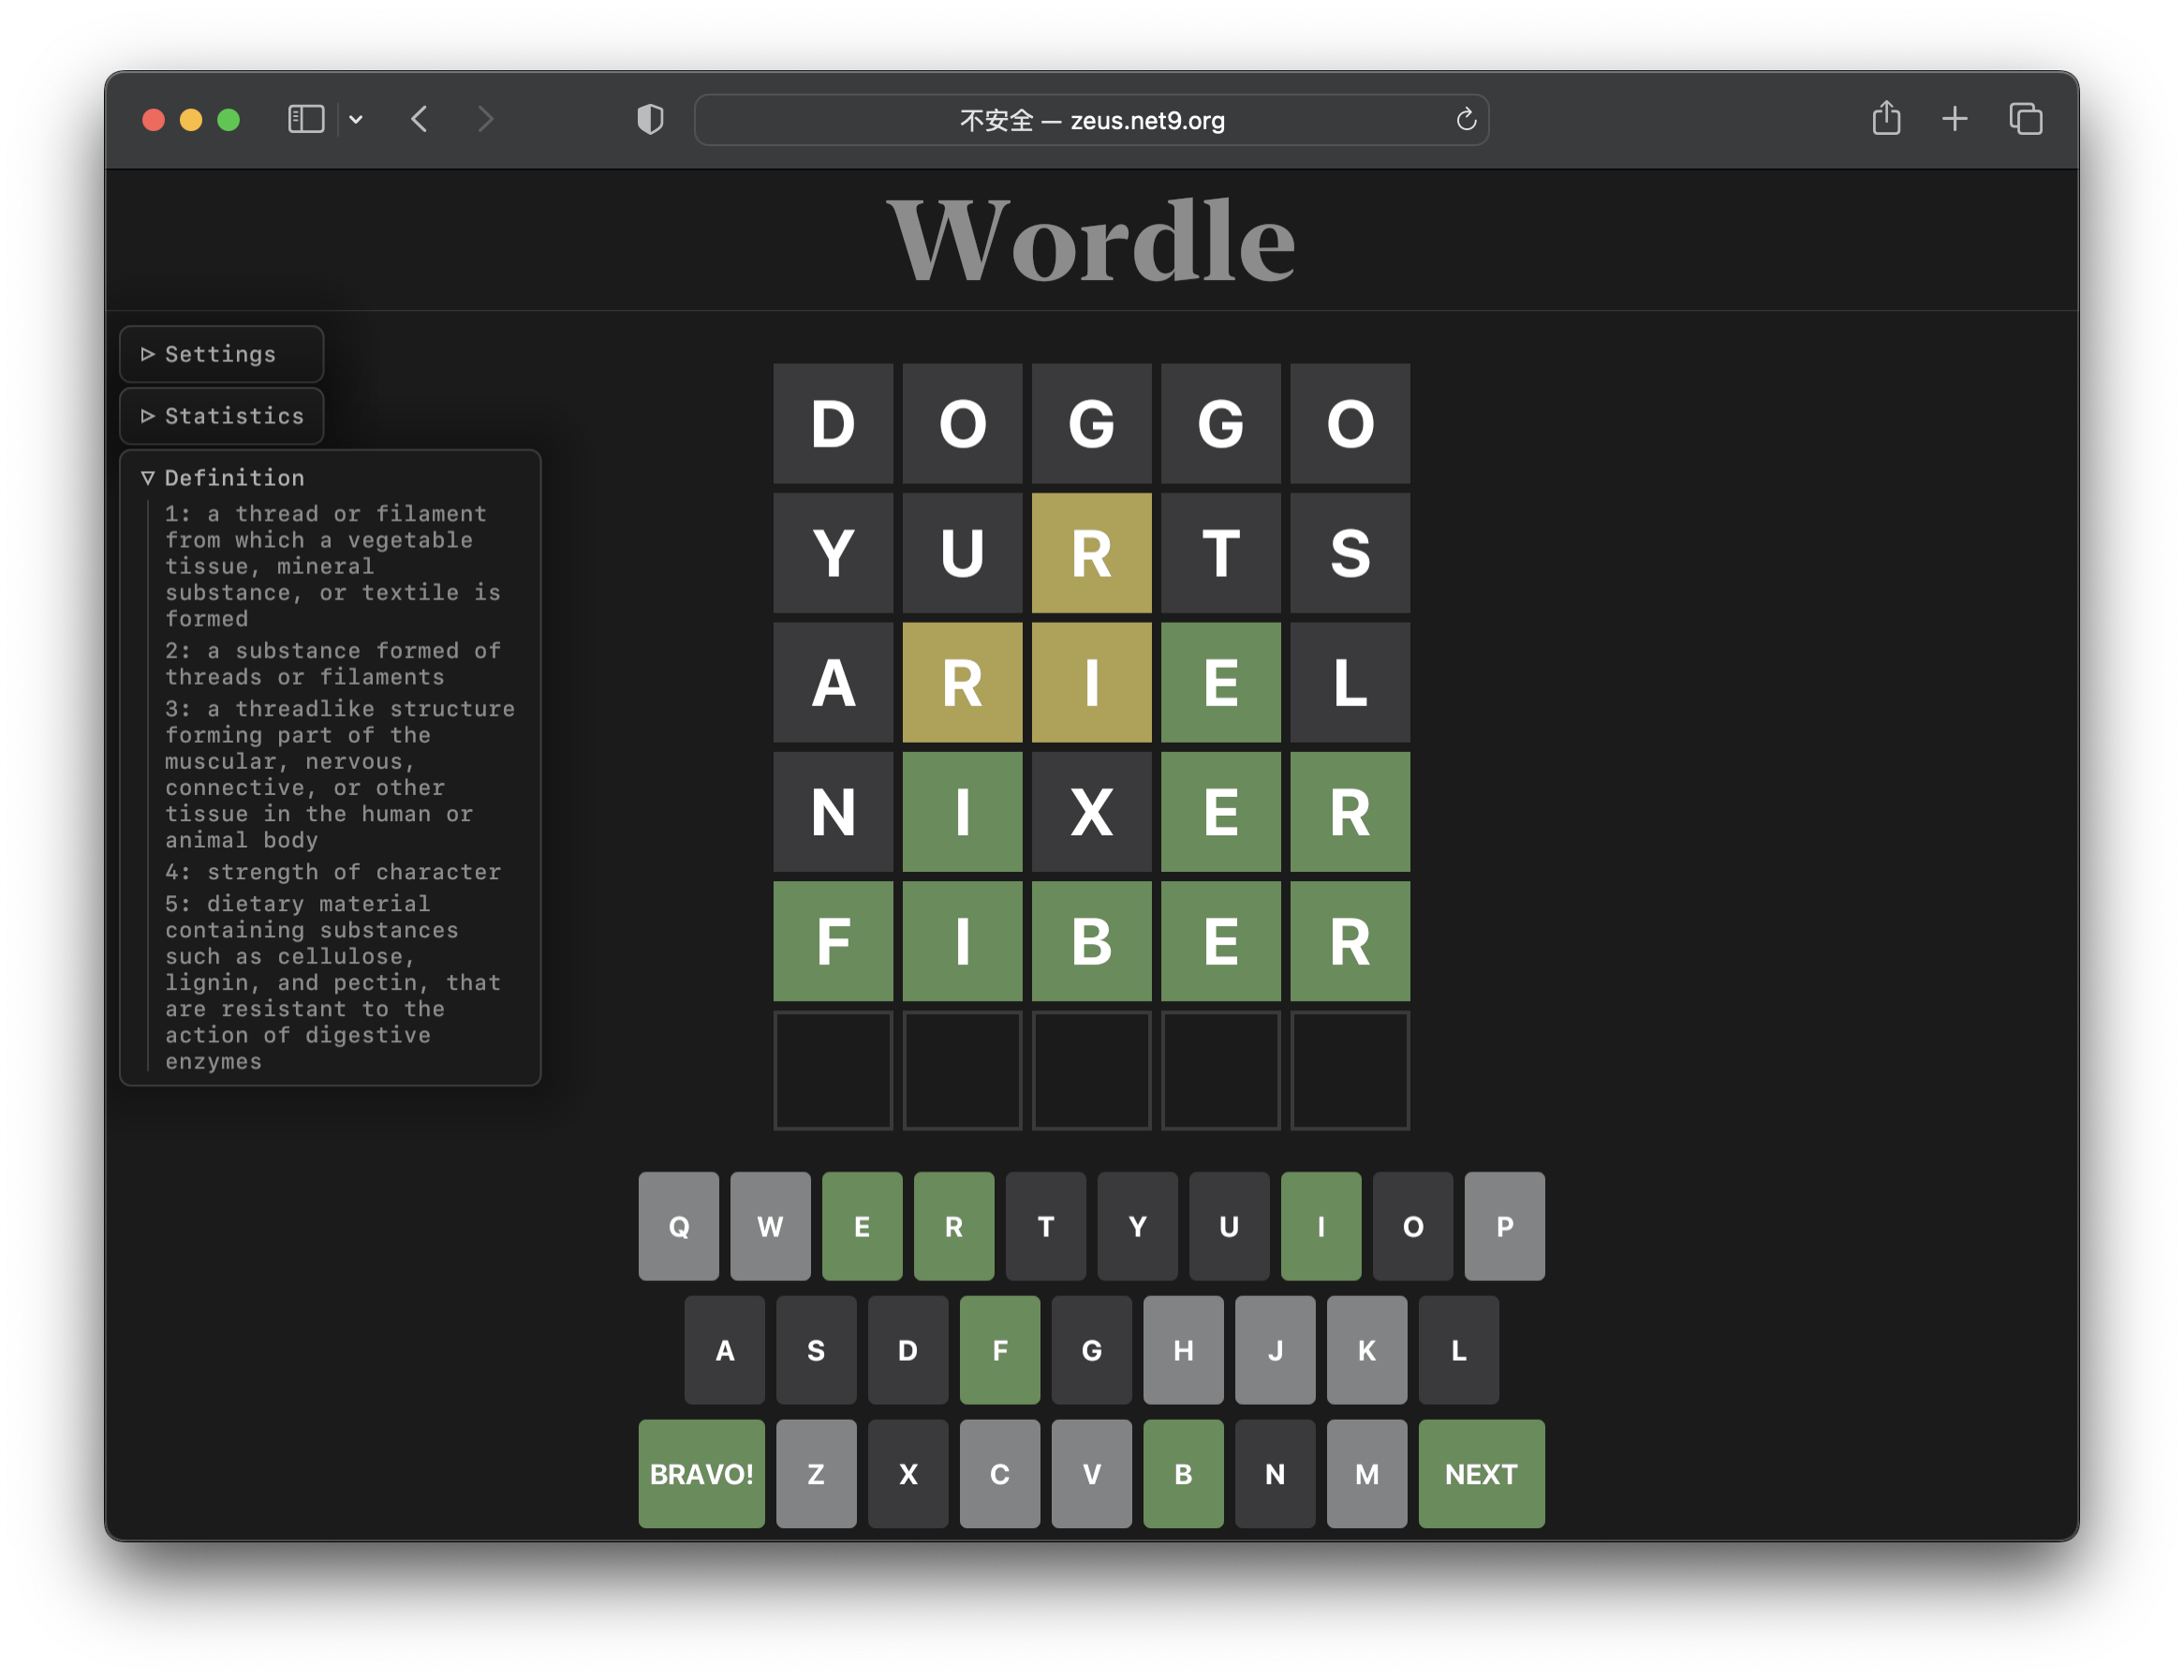 不安全 — zeus.net9.org
Wordle
Settings
Statistics
Definition
1: a thread or filament
from which a vegetable
tissue, mineral
substance, or textile is
formed
2: a substance formed of
threads or filaments
3: a threadlike structure
forming part of the
muscular, nervous,
connective, or other
tissue in the human or
animal body
4: strength of character
5: dietary material
containing substances
such as cellulose,
lignin, and pectin, that
are resistant to the
action of digestive
enzymes
D O G G O
Y U R T S
A R I E L
N I X E R
F I B E R
Q W E R T Y U I O P
A S D F G H J K L
BRAVO! Z X C V B N M NEXT